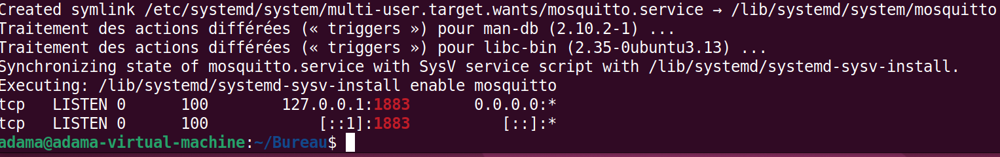 Created symlink /etc/systemd/system/multi-user.target.wants/mosquitto.service → /lib/systemd/system/mosquitto
Traitement des actions différées (« triggers ») pour man-db (2.10.2-1) ...
Traitement des actions différées (« triggers ») pour libc-bin (2.35-0ubuntu3.13) ...
Synchronizing state of mosquitto.service with SysV service script with /lib/systemd/systemd-sysv-install.
Executing: /lib/systemd/systemd-sysv-install enable mosquitto
tcp   LISTEN 0      100        127.0.0.1:1883       0.0.0.0:*
tcp   LISTEN 0      100            [::1]:1883          [::]:*
adama@adama-virtual-machine:~/Bureau$